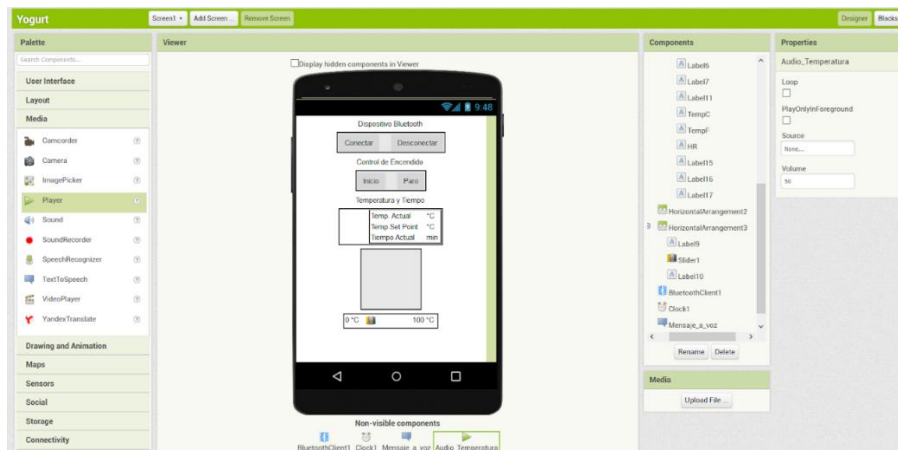 Yogurt
Screen1
Add Screen ...
Remove Screen
Designer
Blocks
Palette
Search Components...
User Interface
Layout
Media
Camcorder
Camera
ImagePicker
Player
Sound
SoundRecorder
SpeechRecognizer
TextToSpeech
VideoPlayer
YandexTranslate
Drawing and Animation
Maps
Sensors
Social
Storage
Connectivity
Viewer
Display hidden components in Viewer
9:48
Dispositivo Bluetooth
Conectar Desconectar
Control de Encendido
Inicio Paro
Temperatura y Tiempo
Temp. Actual °C
Temp.Set Point °C
Tiempo Actual min
0 °C 100 °C
Non-visible components
BluetoothClient1 Clock1 Mensaje_a_voz Audio_Temperatura
Components
Label6
Label7
Label11
TempC
TempF
HR
Label15
Label16
Label17
HorizontalArrangement2
HorizontalArrangement3
Label9
Slider1
Label10
BluetoothClient1
Clock1
Mensaje_a_voz
Rename Delete
Media
Upload File ...
Properties
Audio_Temperatura
Loop
PlayOnlyInForeground
Source
None...
Volume
50